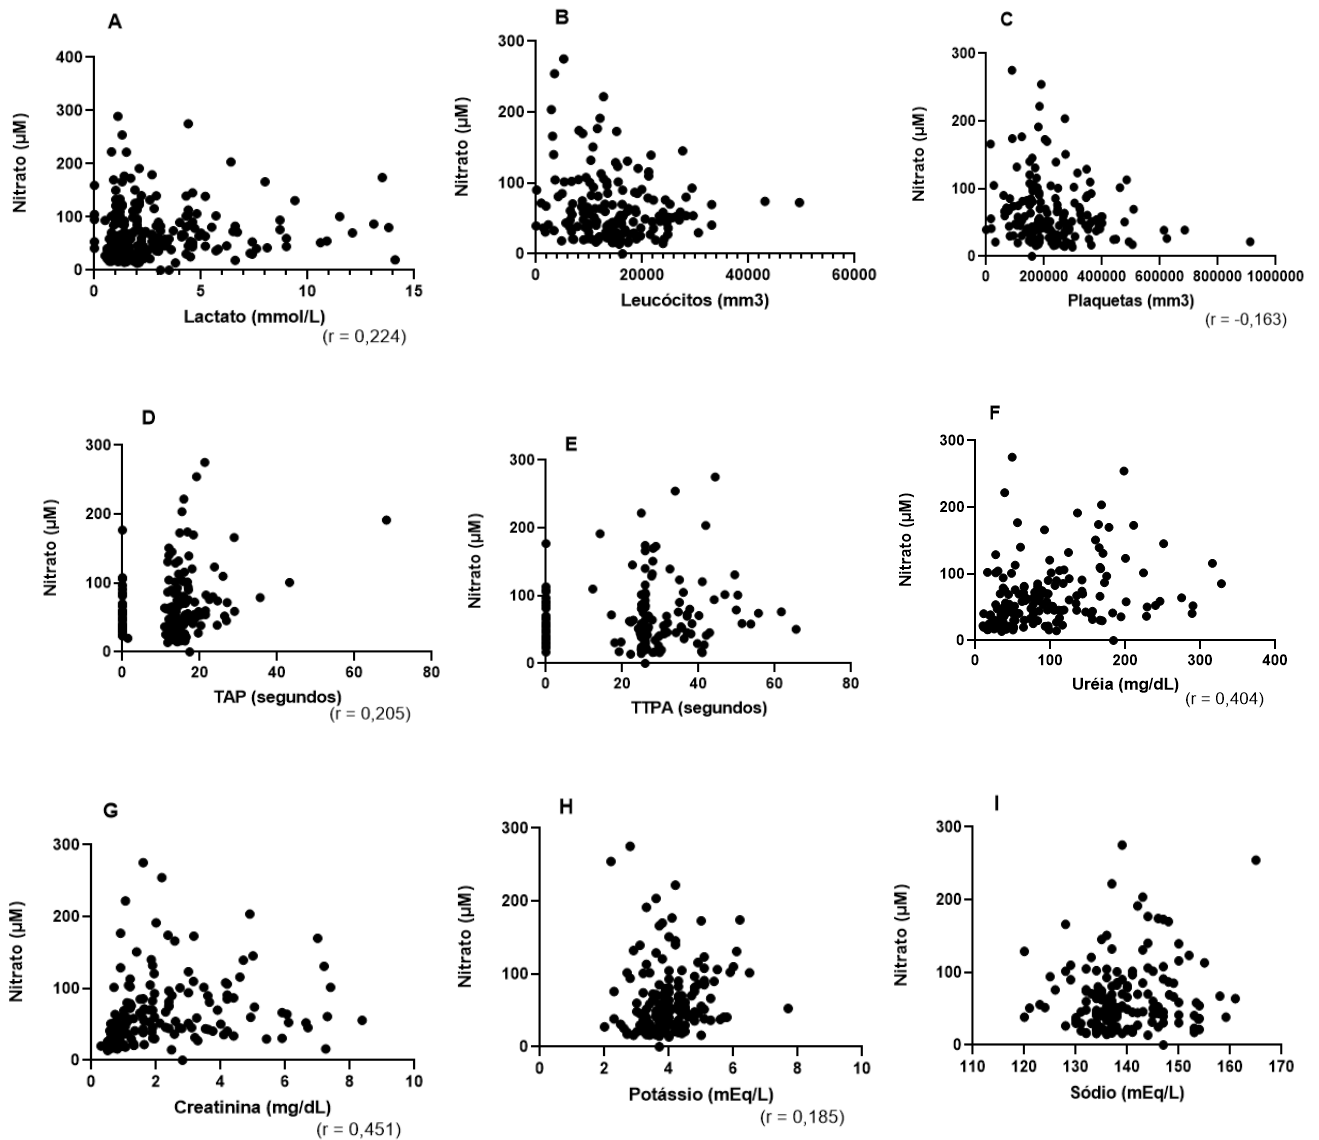 A
400
300
200
100
0
Nitrato (µM)
0 5 10 15
Lactato (mmol/L)
(r = 0,224)
B
300
200
100
0
Nitrato (µM)
0 20000 40000 60000
Leucócitos (mm3)
C
300
200
100
0
Nitrato (µM)
0 200000 400000 600000 800000 1000000
Plaquetas (mm3)
(r = -0,163)
D
300
200
100
0
Nitrato (µM)
0 20 40 60 80
TAP (segundos)
(r = 0,205)
E
300
200
100
0
Nitrato (µM)
0 20 40 60 80
TTPA (segundos)
F
300
200
100
0
Nitrato (µM)
0 100 200 300 400
Uréia (mg/dL)
(r = 0,404)
G
300
200
100
0
Nitrato (µM)
0 2 4 6 8 10
Creatinina (mg/dL)
(r = 0,451)
H
300
200
100
0
Nitrato (µM)
0 2 4 6 8 10
Potássio (mEq/L)
(r = 0,185)
I
300
200
100
0
Nitrato (µM)
110 120 130 140 150 160 170
Sódio (mEq/L)